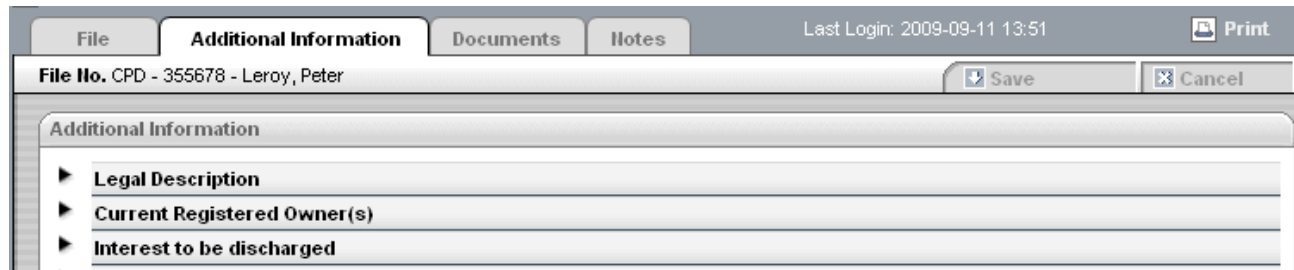 File Additional Information Documents Notes Last Login: 2009-09-11 13:51 Print
File No. CPD - 355678 - Leroy, Peter Save Cancel
Additional Information
Legal Description
Current Registered Owner(s)
Interest to be discharged